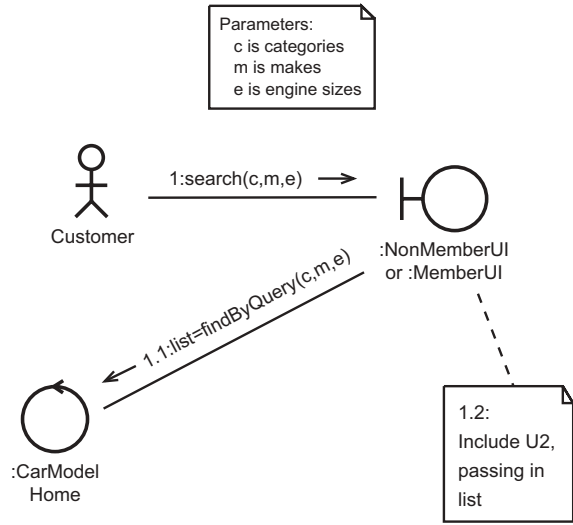 Parameters:
c is categories
m is makes
e is engine sizes
1:search(c,m,e)
Customer
:NonMemberUI
or :MemberUI
1.1:list=findByQuery(c,m,e)
:CarModel
Home
1.2:
Include U2,
passing in
list